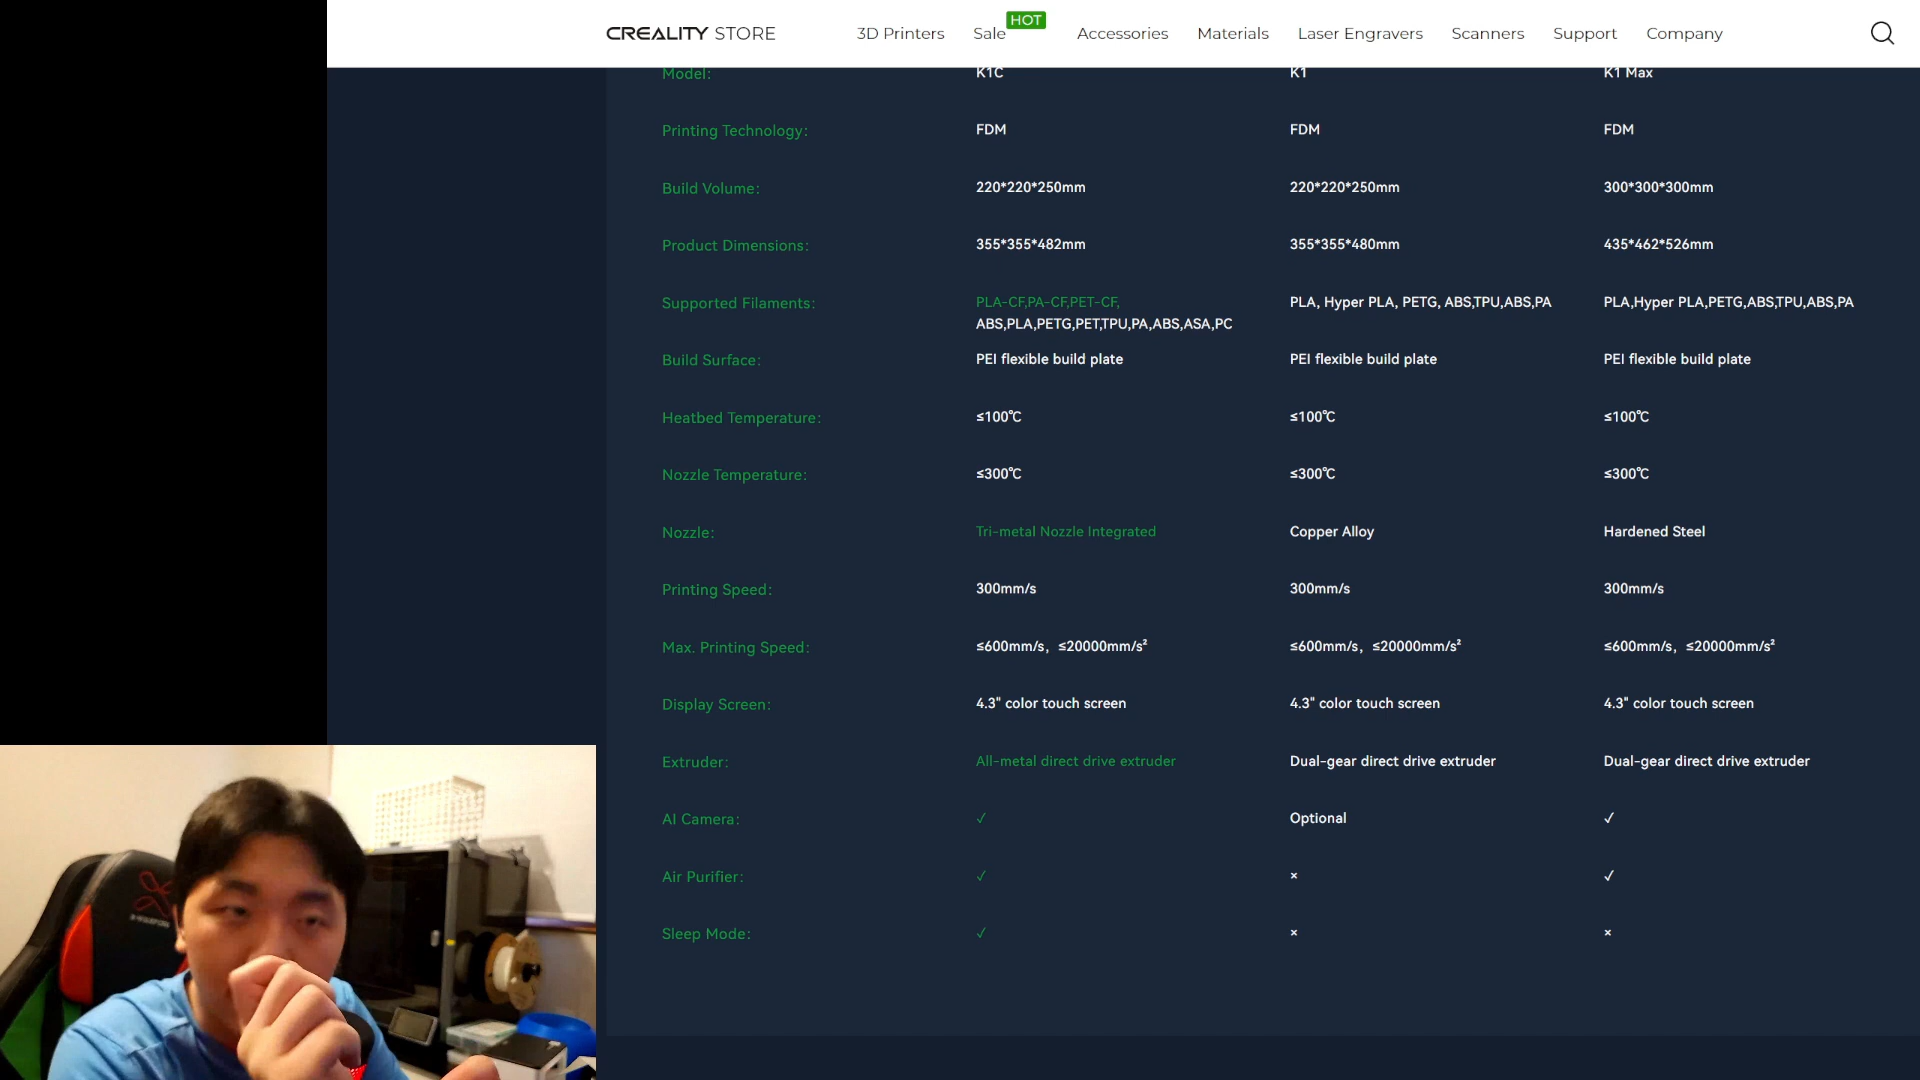 CREALITY STORE
3D Printers
Sale
HOT
Accessories
Materials
Laser Engravers
Scanners
Support
Company
Model: K1C K1 K1 Max
Printing Technology: FDM FDM FDM
Build Volume: 220*220*250mm 220*220*250mm 300*300*300mm
Product Dimensions: 355*355*482mm 355*355*480mm 435*462*526mm
Supported Filaments: PLA-CF,PA-CF,PET-CF, PLA, Hyper PLA, PETG, ABS,TPU,ABS,PA PLA,Hyper PLA,PETG,ABS,TPU,ABS,PA
ABS,PLA,PETG,PET,TPU,PA,ABS,ASA,PC
Build Surface: PEI flexible build plate PEI flexible build plate PEI flexible build plate
Heatbed Temperature: ≤100℃ ≤100℃ ≤100℃
Nozzle Temperature: ≤300℃ ≤300℃ ≤300℃
Nozzle: Tri-metal Nozzle Integrated Copper Alloy Hardened Steel
Printing Speed: 300mm/s 300mm/s 300mm/s
Max. Printing Speed: ≤600mm/s, ≤20000mm/s² ≤600mm/s, ≤20000mm/s² ≤600mm/s, ≤20000mm/s²
Display Screen: 4.3" color touch screen 4.3" color touch screen 4.3" color touch screen
Extruder: All-metal direct drive extruder Dual-gear direct drive extruder Dual-gear direct drive extruder
AI Camera: ✓ Optional ✓
Air Purifier: ✓ × ✓
Sleep Mode: ✓ × ×